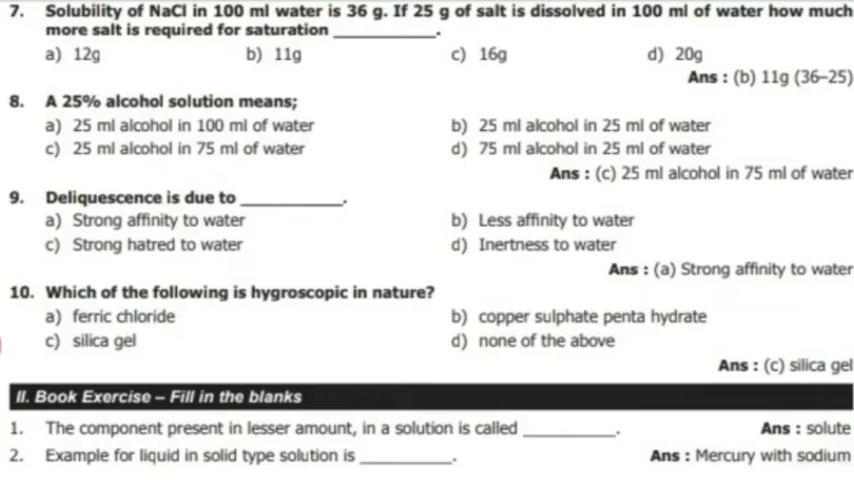 7. Solubility of NaCl in 100 ml water is 36 g. If 25 g of salt is dissolved in 100 ml of water how much
more salt is required for saturation __________.
a) 12g b) 11g c) 16g d) 20g
Ans : (b) 11g (36–25)
8. A 25% alcohol solution means;
a) 25 ml alcohol in 100 ml of water b) 25 ml alcohol in 25 ml of water
c) 25 ml alcohol in 75 ml of water d) 75 ml alcohol in 25 ml of water
Ans : (c) 25 ml alcohol in 75 ml of water
9. Deliquescence is due to __________.
a) Strong affinity to water b) Less affinity to water
c) Strong hatred to water d) Inertness to water
Ans : (a) Strong affinity to water
10. Which of the following is hygroscopic in nature?
a) ferric chloride b) copper sulphate penta hydrate
c) silica gel d) none of the above
Ans : (c) silica gel
II. Book Exercise – Fill in the blanks
1. The component present in lesser amount, in a solution is called __________. Ans : solute
2. Example for liquid in solid type solution is __________. Ans : Mercury with sodium